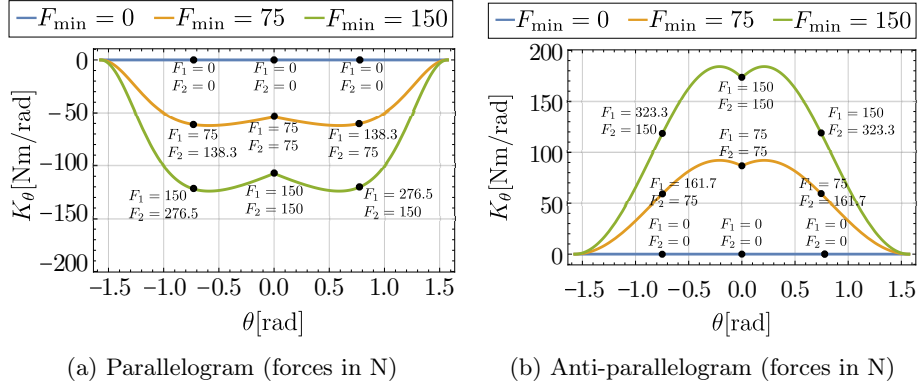 F_min = 0 F_min = 75 F_min = 150
0
−50
−100
−150
−200
K_θ[Nm/rad]
F_1 = 0
F_2 = 0
F_1 = 0
F_2 = 0
F_1 = 0
F_2 = 0
F_1 = 75
F_2 = 138.3
F_1 = 75
F_2 = 75
F_1 = 138.3
F_2 = 75
F_1 = 150
F_2 = 276.5
F_1 = 150
F_2 = 150
F_1 = 276.5
F_2 = 150
−1.5 −1.0 −0.5 0.0 0.5 1.0 1.5
θ[rad]
(a) Parallelogram (forces in N)
F_min = 0 F_min = 75 F_min = 150
200
150
100
50
0
K_θ[Nm/rad]
F_1 = 323.3
F_2 = 150
F_1 = 150
F_2 = 150
F_1 = 150
F_2 = 323.3
F_1 = 161.7
F_2 = 75
F_1 = 75
F_2 = 75
F_1 = 75
F_2 = 161.7
F_1 = 0
F_2 = 0
F_1 = 0
F_2 = 0
F_1 = 0
F_2 = 0
−1.5 −1.0 −0.5 0.0 0.5 1.0 1.5
θ[rad]
(b) Anti-parallelogram (forces in N)